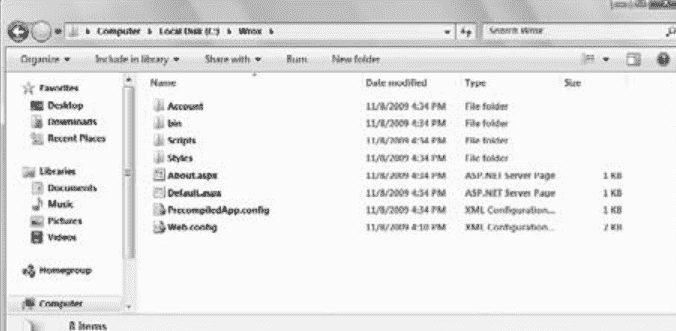 Computer ▸ Local Disk (C:) ▸ Wrox ▸ Search Wrox
Organize ▾ Include in library ▾ Share with ▾ Burn New folder
Name Date modified Type Size
Favorites
Desktop
Downloads
Recent Places
Libraries
Documents
Music
Pictures
Videos
Homegroup
Computer
Account 11/8/2009 4:34 PM File folder
bin 11/8/2009 4:34 PM File folder
Scripts 11/8/2009 4:34 PM File folder
Styles 11/8/2009 4:34 PM File folder
About.aspx 11/8/2009 4:34 PM ASP.NET Server Page 1 KB
Default.aspx 11/8/2009 4:34 PM ASP.NET Server Page 1 KB
PrecompiledApp.config 11/8/2009 4:34 PM XML Configuration... 1 KB
Web.config 11/8/2009 4:10 PM XML Configuration... 2 KB
8 items